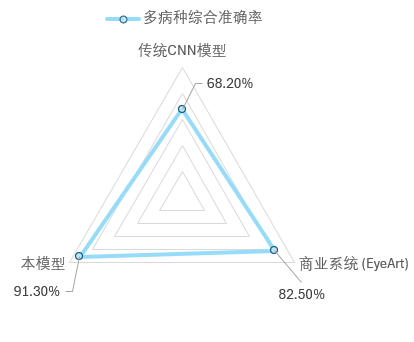 多病种综合准确率
传统CNN模型
68.20%
本模型
商业系统 (EyeArt)
91.30%
82.50%